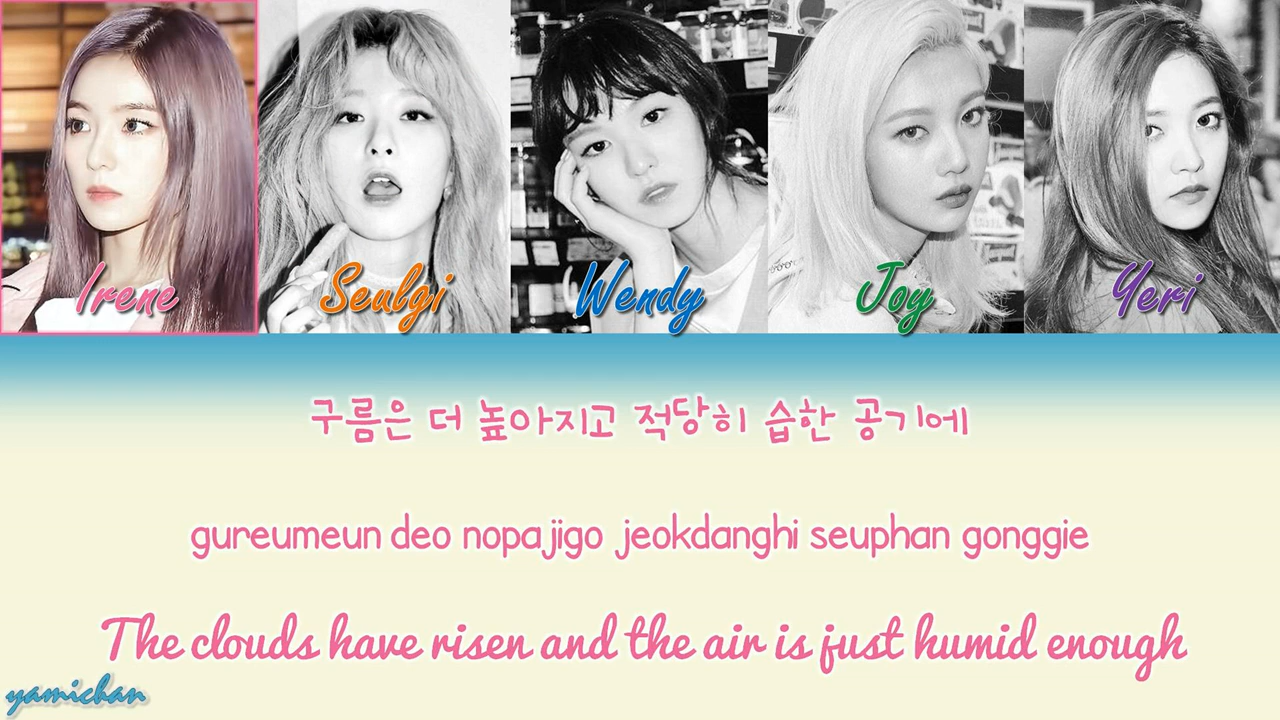 Irene Seulgi Wendy Joy Yeri
구름은 더 높아지고 적당히 습한 공기에
gureumeun deo nopajigo jeokdanghi seuphan gonggie
The clouds have risen and the air is just humid enough
yamichan